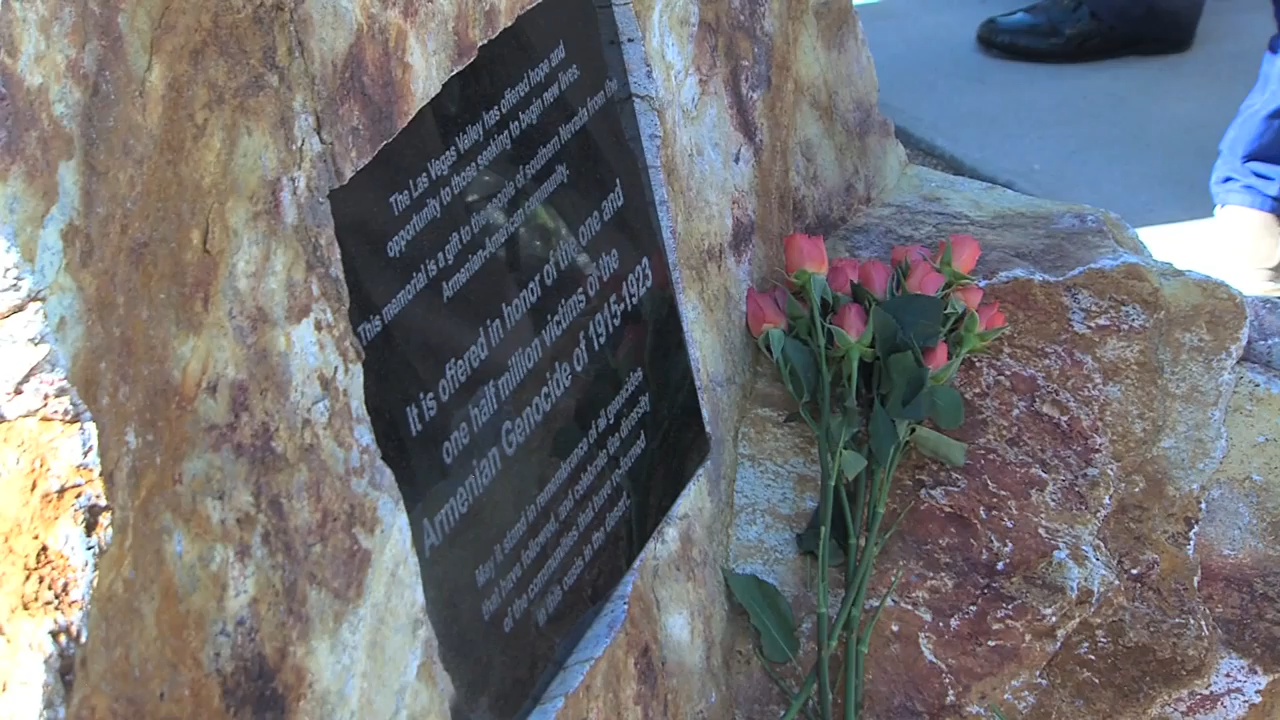 The Las Vegas Valley has offered hope and
opportunity to those seeking to begin new lives.
This memorial is a gift to the people of southern Nevada from the
Armenian-American community.
It is offered in honor of the one and
one half million victims of the
Armenian Genocide of 1915-1923
May it stand in remembrance of all genocides
that have followed, and celebrate the diversity
of the communities that have re-formed
in this oasis in the desert.